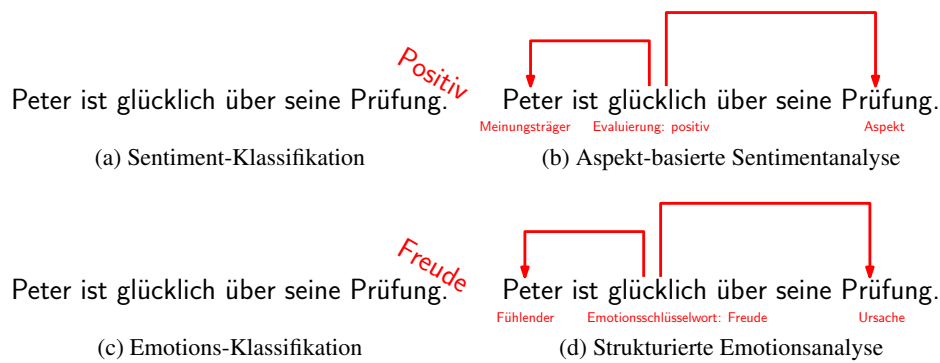 Positiv
Peter ist glücklich über seine Prüfung.
(a) Sentiment-Klassifikation
Peter ist glücklich über seine Prüfung.
Meinungsträger Evaluierung: positiv Aspekt
(b) Aspekt-basierte Sentimentanalyse
Freude
Peter ist glücklich über seine Prüfung.
(c) Emotions-Klassifikation
Peter ist glücklich über seine Prüfung.
Fühlender Emotionsschlüsselwort: Freude Ursache
(d) Strukturierte Emotionsanalyse